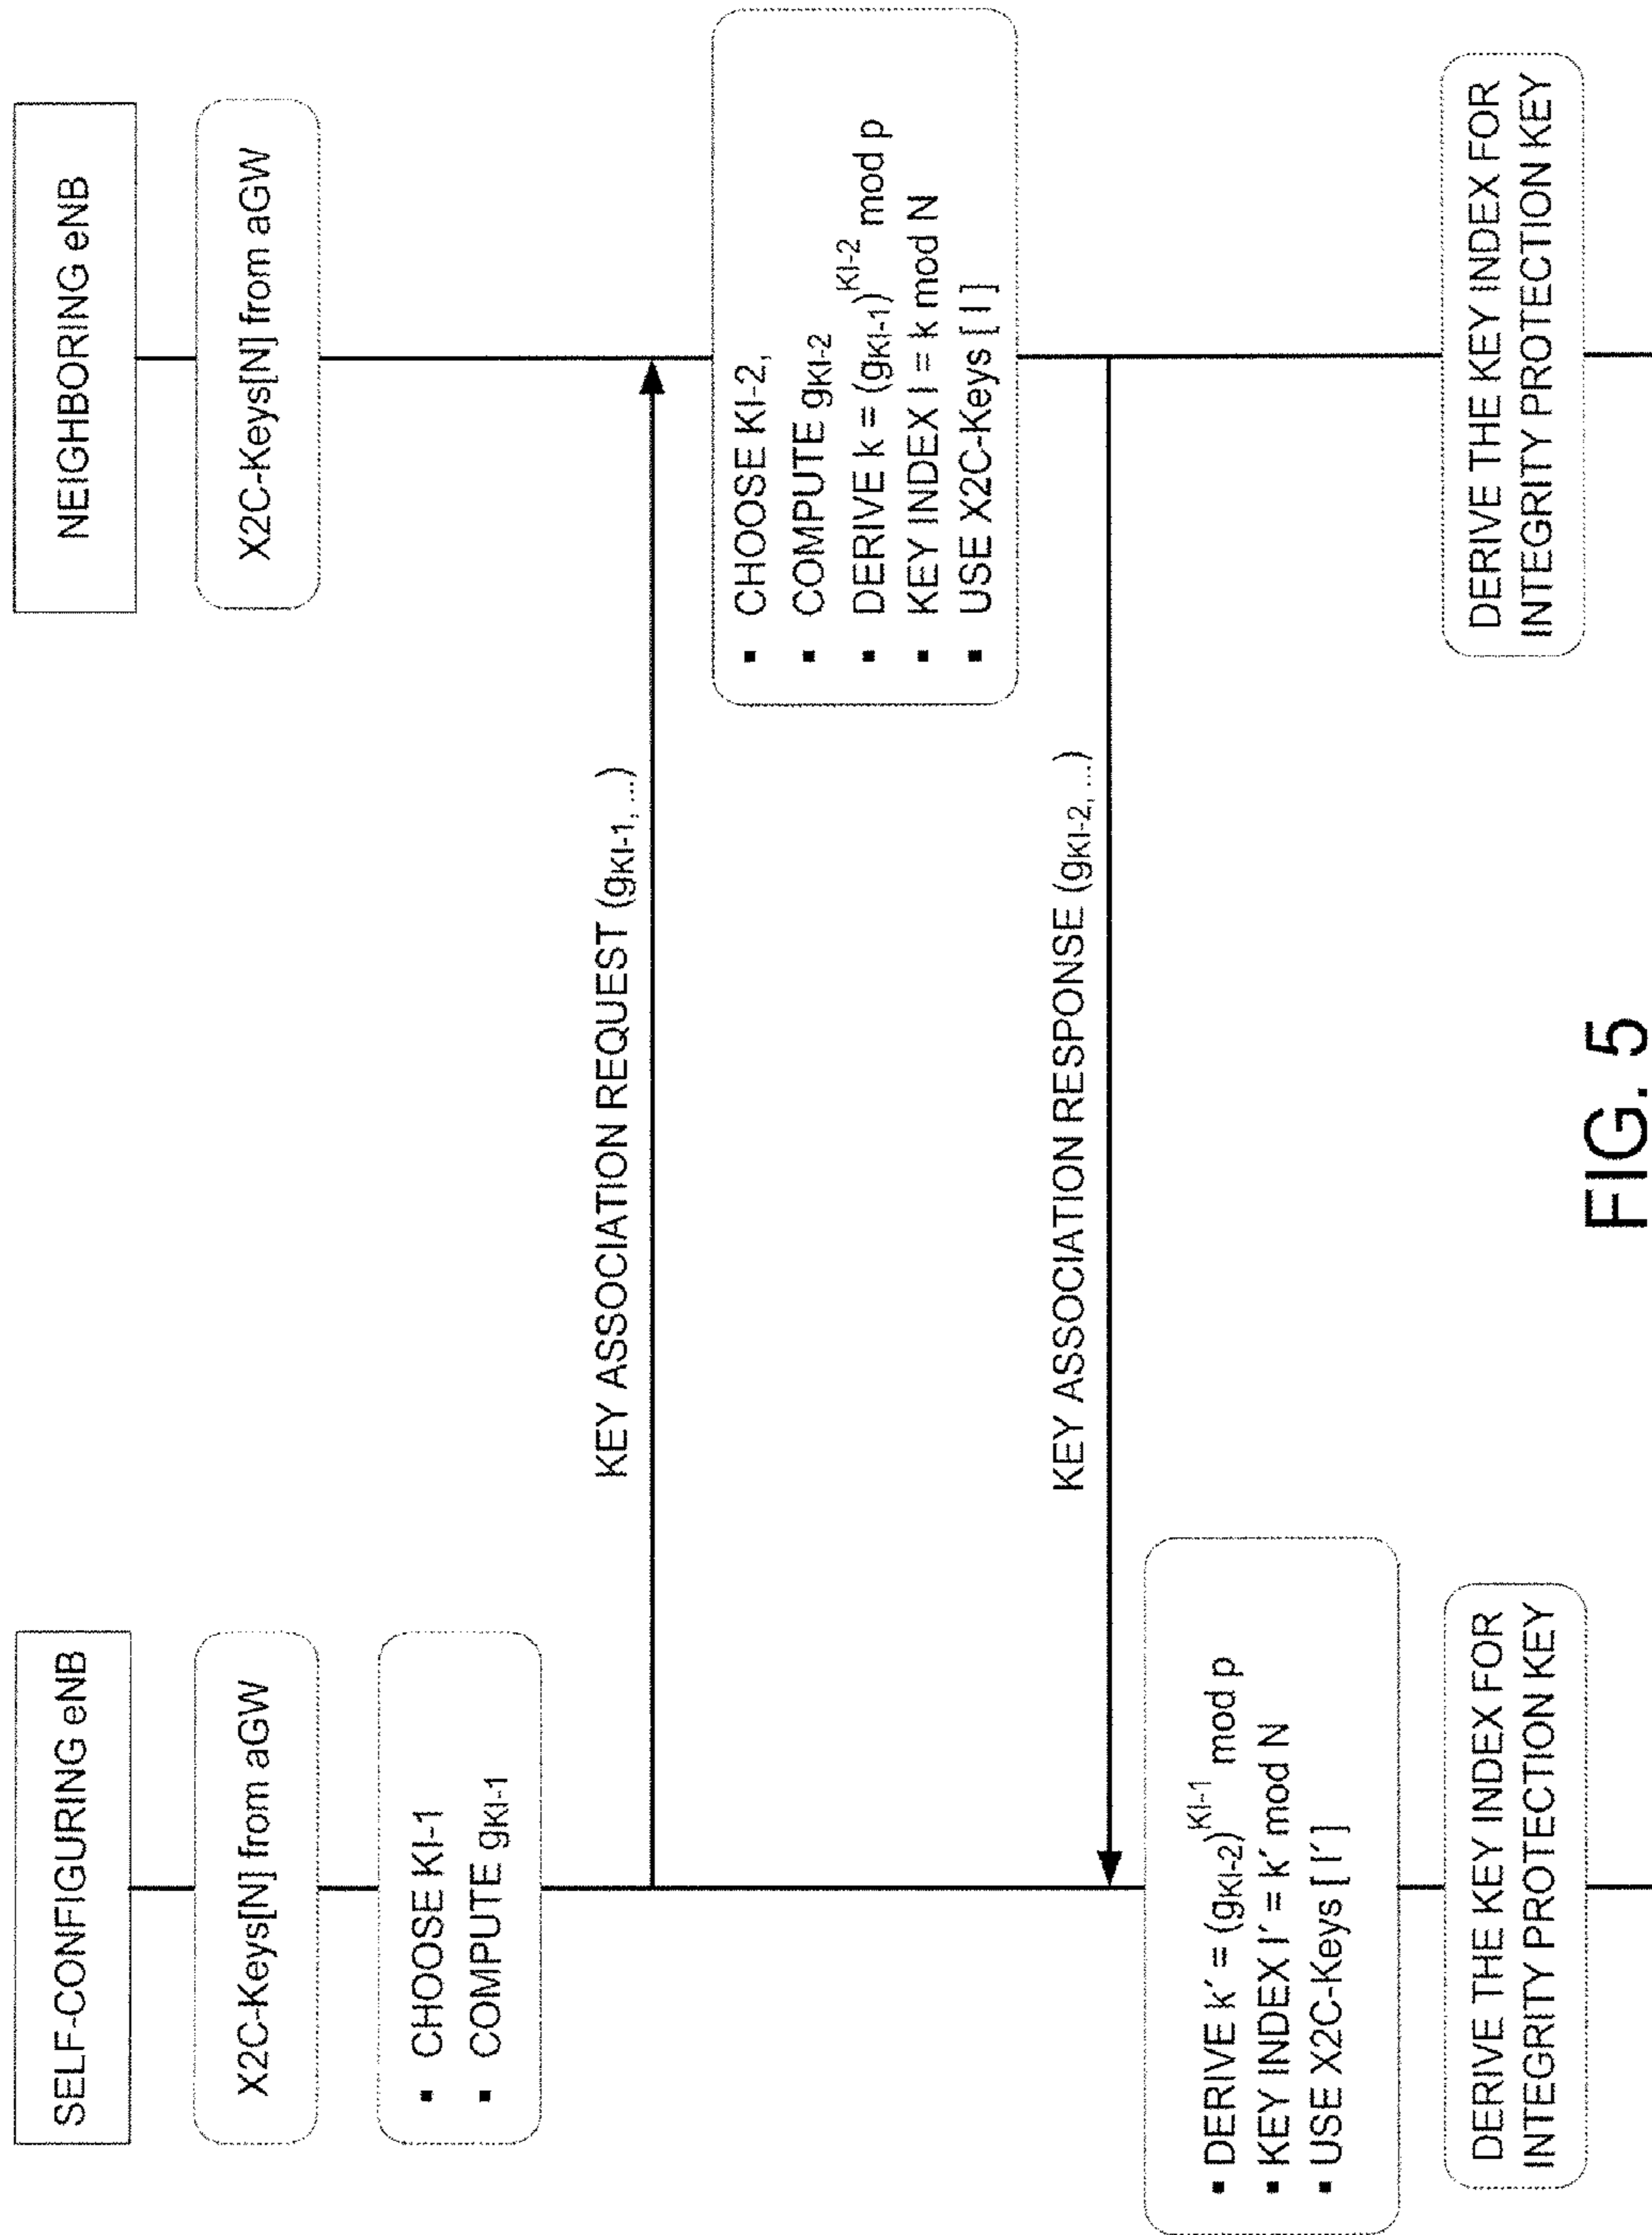 SELF-CONFIGURING eNB
NEIGHBORING eNB
X2C-Keys[N] from aGW
X2C-Keys[N] from aGW
▪ CHOOSE KI-1
▪ COMPUTE gKI-1
KEY ASSOCIATION REQUEST (gKI-1, ...)
▪ CHOOSE KI-2,
▪ COMPUTE gKI-2
▪ DERIVE k = (gKI-1)^KI-2 mod p
▪ KEY INDEX I = k mod N
▪ USE X2C-Keys [ I ]
KEY ASSOCIATION RESPONSE (gKI-2, ...)
▪ DERIVE k′ = (gKI-2)^KI-1 mod p
▪ KEY INDEX I′ = k′ mod N
▪ USE X2C-Keys [ I′ ]
DERIVE THE KEY INDEX FOR
INTEGRITY PROTECTION KEY
DERIVE THE KEY INDEX FOR
INTEGRITY PROTECTION KEY
FIG. 5